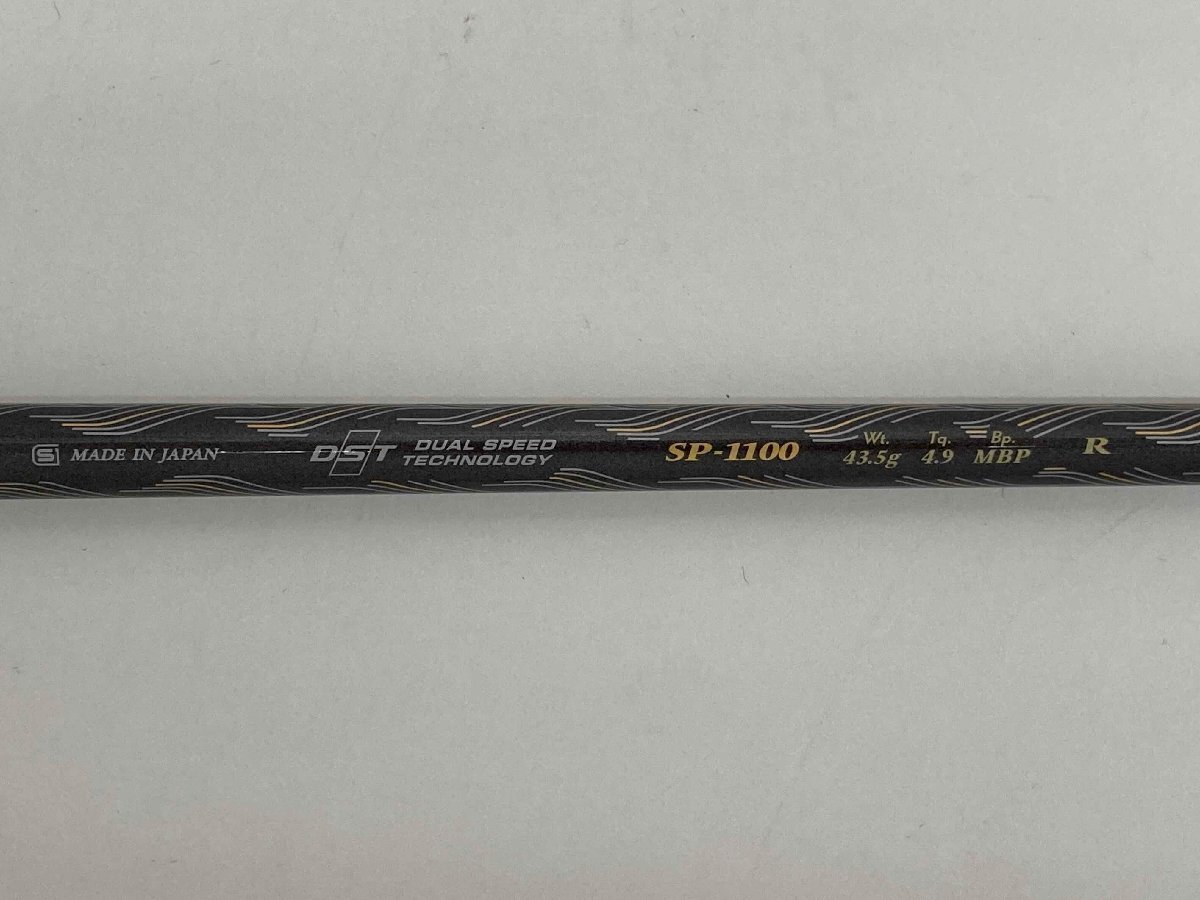 S MADE IN JAPAN
DST
DUAL SPEED
TECHNOLOGY
SP-1100
Wt.
43.5g
Tq.
4.9
Bp.
MBP
R